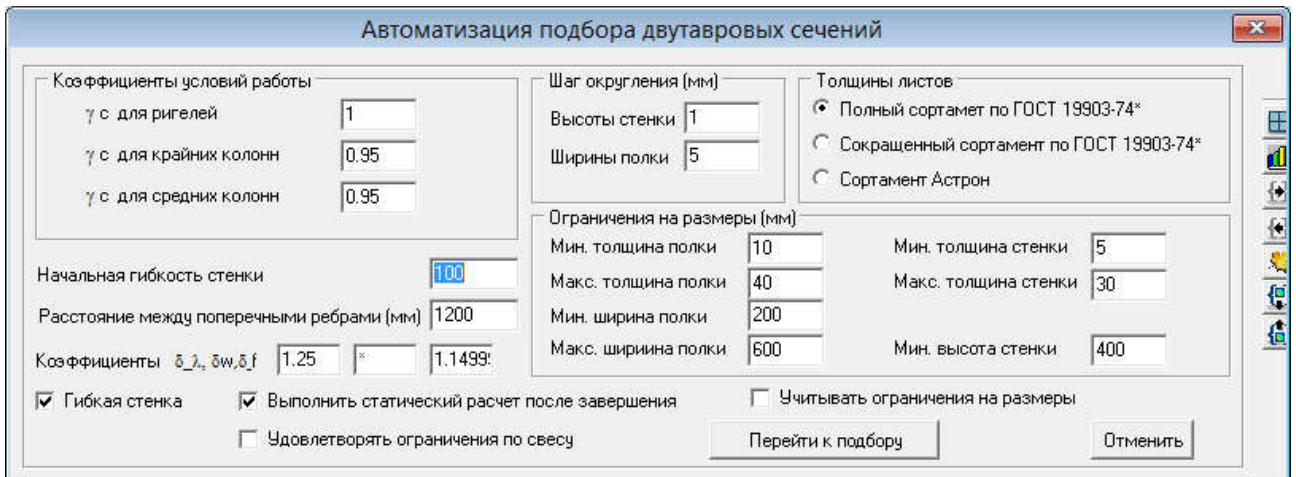 Автоматизация подбора двутавровых сечений
Коэффициенты условий работы
γ с для ригелей 1
γ с для крайних колонн 0.95
γ с для средних колонн 0.95
Шаг округления (мм)
Высоты стенки 1
Ширины полки 5
Толщины листов
Полный сортамет по ГОСТ 19903-74*
Сокращенный сортамент по ГОСТ 19903-74*
Сортамент Астрон
Начальная гибкость стенки 100
Расстояние между поперечными ребрами (мм) 1200
Коэффициенты δ_λ, δw,δ_f 1.25 * 1.1499
Ограничения на размеры (мм)
Мин. толщина полки 10 Мин. толщина стенки 5
Макс. толщина полки 40 Макс. толщина стенки 30
Мин. ширина полки 200
Макс. шириина полки 600 Мин. высота стенки 400
Гибкая стенка Выполнить статический расчет после завершения Учитывать ограничения на размеры
Удовлетворять ограничения по свесу Перейти к подбору Отменить